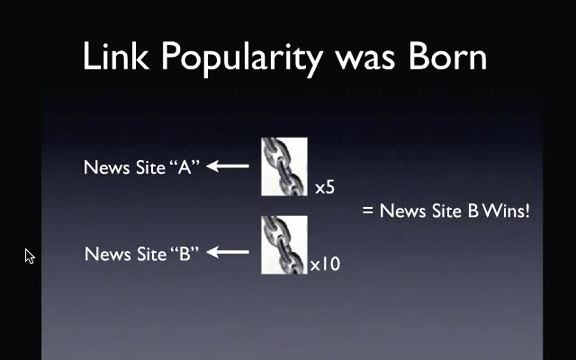 Link Popularity was Born
News Site “A”
x5
= News Site B Wins!
News Site “B”
x10